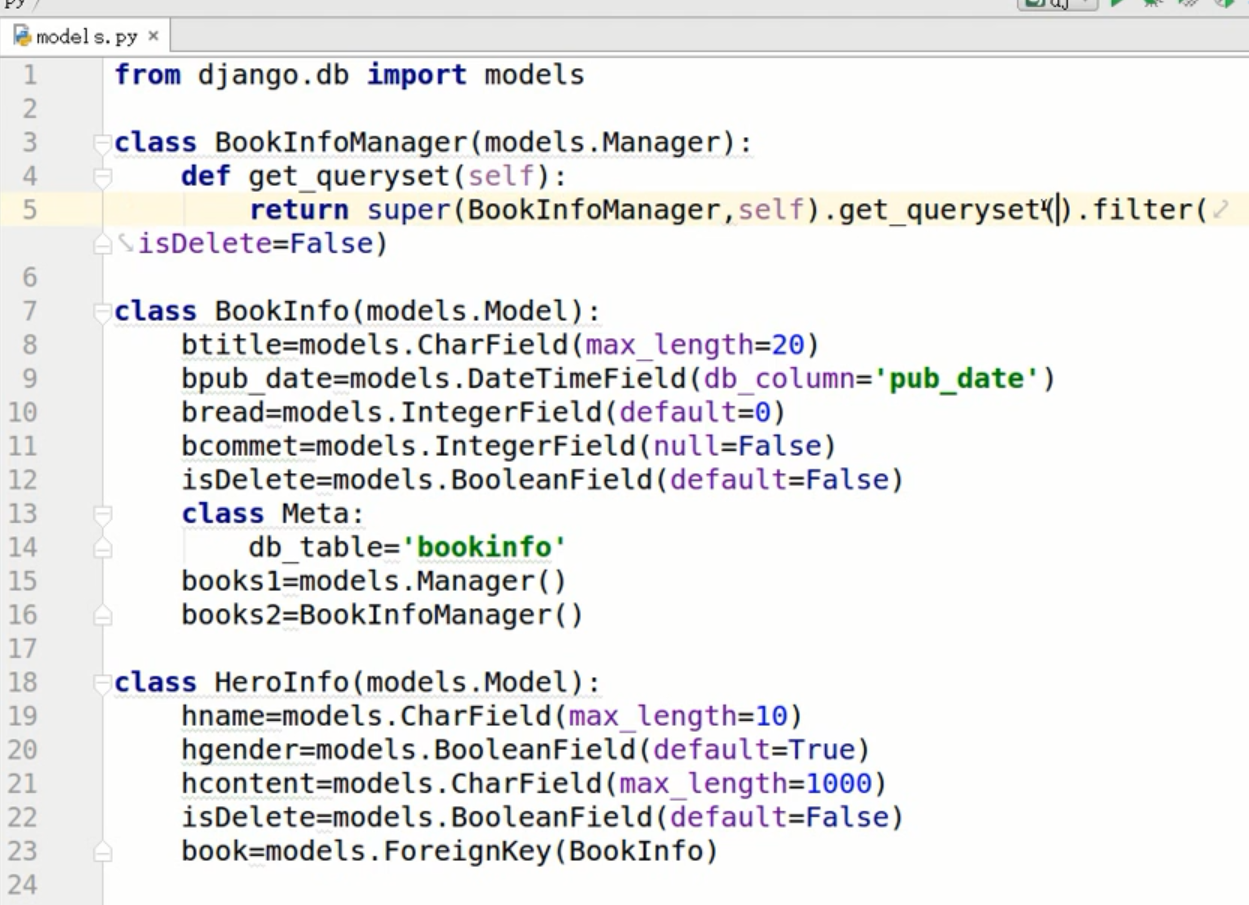 py
dj
models.py ×
1 from django.db import models
2
3 class BookInfoManager(models.Manager):
4     def get_queryset(self):
5         return super(BookInfoManager,self).get_queryset().filter(
isDelete=False)
6
7 class BookInfo(models.Model):
8     btitle=models.CharField(max_length=20)
9     bpub_date=models.DateTimeField(db_column='pub_date')
10     bread=models.IntegerField(default=0)
11     bcommet=models.IntegerField(null=False)
12     isDelete=models.BooleanField(default=False)
13     class Meta:
14         db_table='bookinfo'
15     books1=models.Manager()
16     books2=BookInfoManager()
17
18 class HeroInfo(models.Model):
19     hname=models.CharField(max_length=10)
20     hgender=models.BooleanField(default=True)
21     hcontent=models.CharField(max_length=1000)
22     isDelete=models.BooleanField(default=False)
23     book=models.ForeignKey(BookInfo)
24